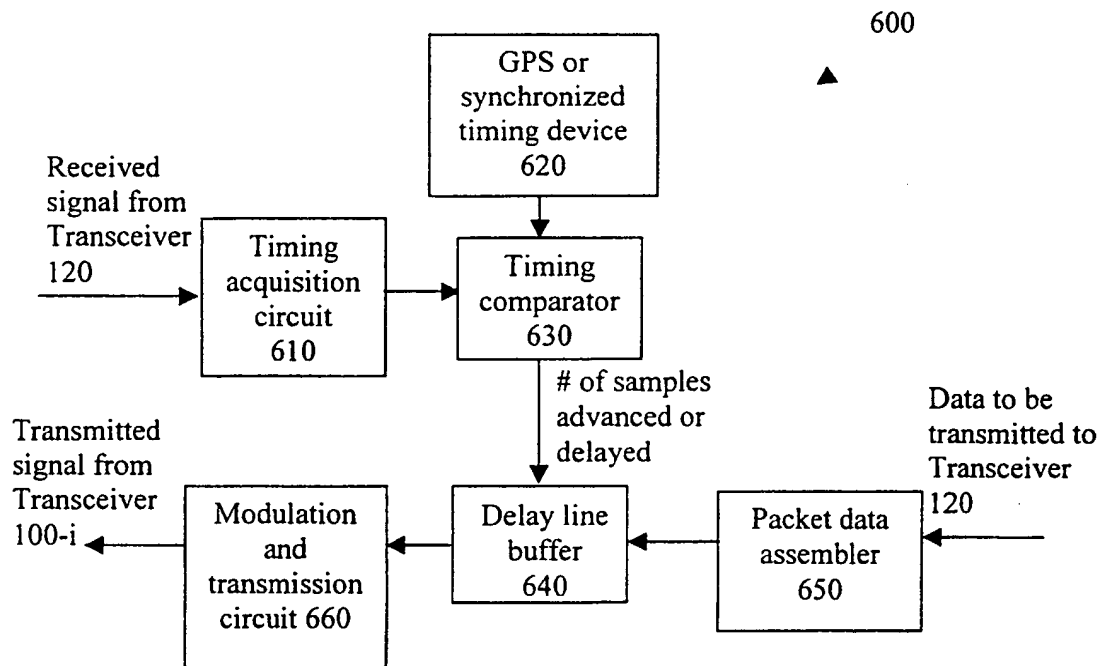 600
GPS or
synchronized
timing device
620
Received
signal from
Transceiver
120
Timing
acquisition
circuit
610
Timing
comparator
630
# of samples
advanced or
delayed
Data to be
transmitted to
Transceiver
120
Transmitted
signal from
Transceiver
100-i
Modulation
and
transmission
circuit 660
Delay line
buffer
640
Packet data
assembler
650